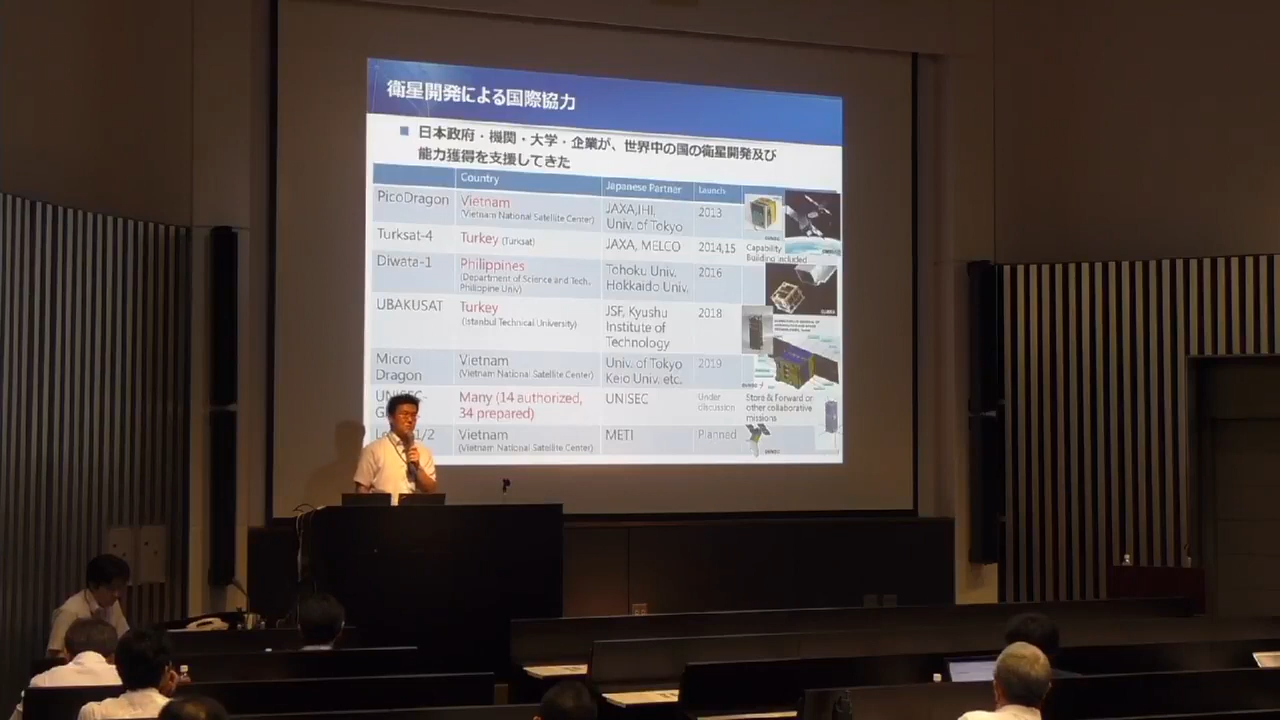 衛星開発による国際協力
■ 日本政府・機関・大学・企業が、世界中の国の衛星開発及び
能力獲得を支援してきた
Country Japanese Partner Launch
PicoDragon Vietnam JAXA,IHI, 2013
(Vietnam National Satellite Center) Univ. of Tokyo
Turksat-4 Turkey (Turksat) JAXA, MELCO 2014,15 Capability
Building Included
Diwata-1 Philippines Tohoku Univ. 2016
(Department of Science and Tech, Hokkaido Univ.
Philippine Univ)
UBAKUSAT Turkey JSF, Kyushu 2018
(Istanbul Technical University) Institute of
Technology
Micro Vietnam Univ. of Tokyo 2019
Dragon (Vietnam National Satellite Center) Keio Univ. etc.
UNISEC- Many (14 authorized, UNISEC Under Store & Forward or
34 prepared) discussion other collaborative
missions
1/2 Vietnam METI Planned
(Vietnam National Satellite Center)